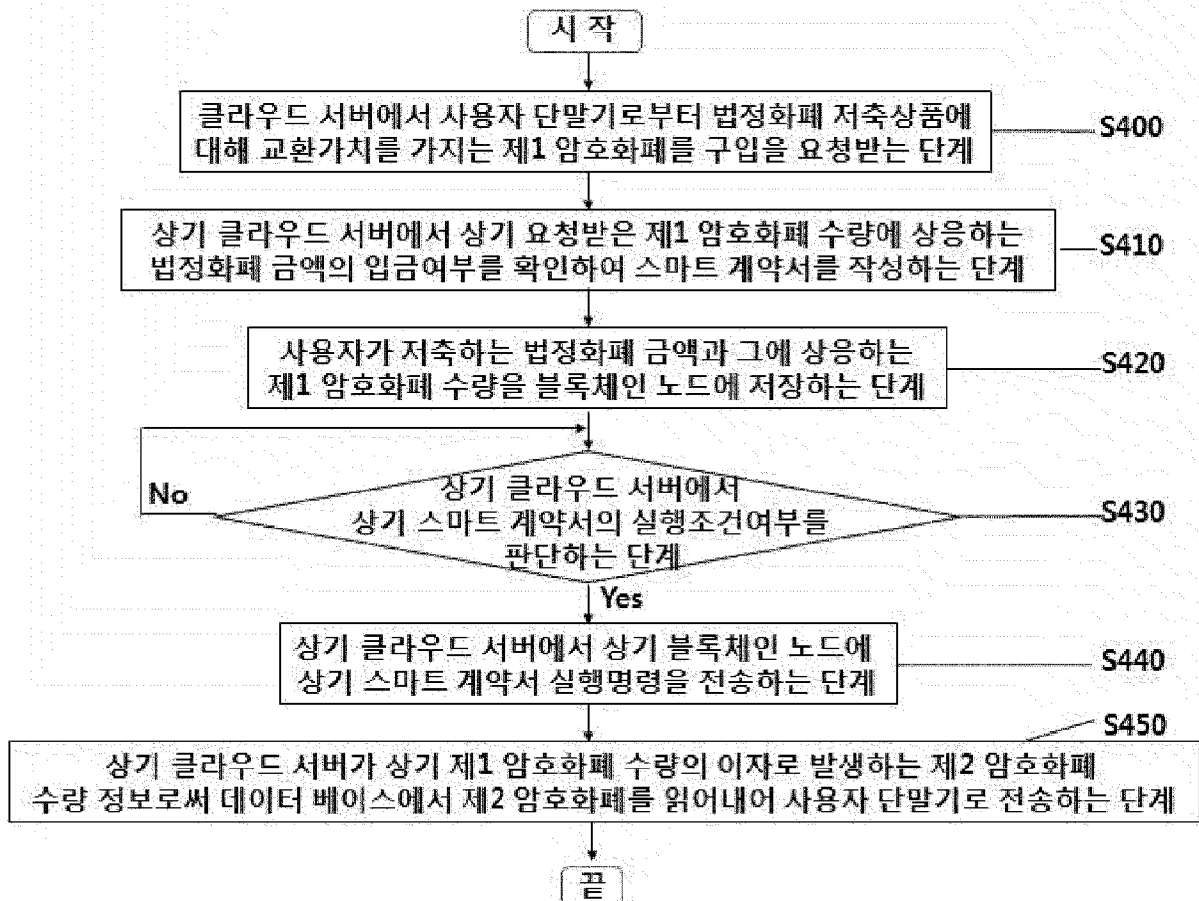 시 작
클라우드 서버에서 사용자 단말기로부터 법정화폐 저축상품에
대해 교환가치를 가지는 제1 암호화폐를 구입을 요청받는 단계
S400
상기 클라우드 서버에서 상기 요청받은 제1 암호화폐 수량에 상응하는
법정화폐 금액의 입금여부를 확인하여 스마트 계약서를 작성하는 단계
S410
사용자가 저축하는 법정화폐 금액과 그에 상응하는
제1 암호화폐 수량을 블록체인 노드에 저장하는 단계
S420
No
상기 클라우드 서버에서
상기 스마트 계약서의 실행조건여부를
판단하는 단계
S430
Yes
상기 클라우드 서버에서 상기 블록체인 노드에
상기 스마트 계약서 실행명령을 전송하는 단계
S440
S450
상기 클라우드 서버가 상기 제1 암호화폐 수량의 이자로 발생하는 제2 암호화폐
수량 정보로써 데이터 베이스에서 제2 암호화폐를 읽어내어 사용자 단말기로 전송하는 단계
끝